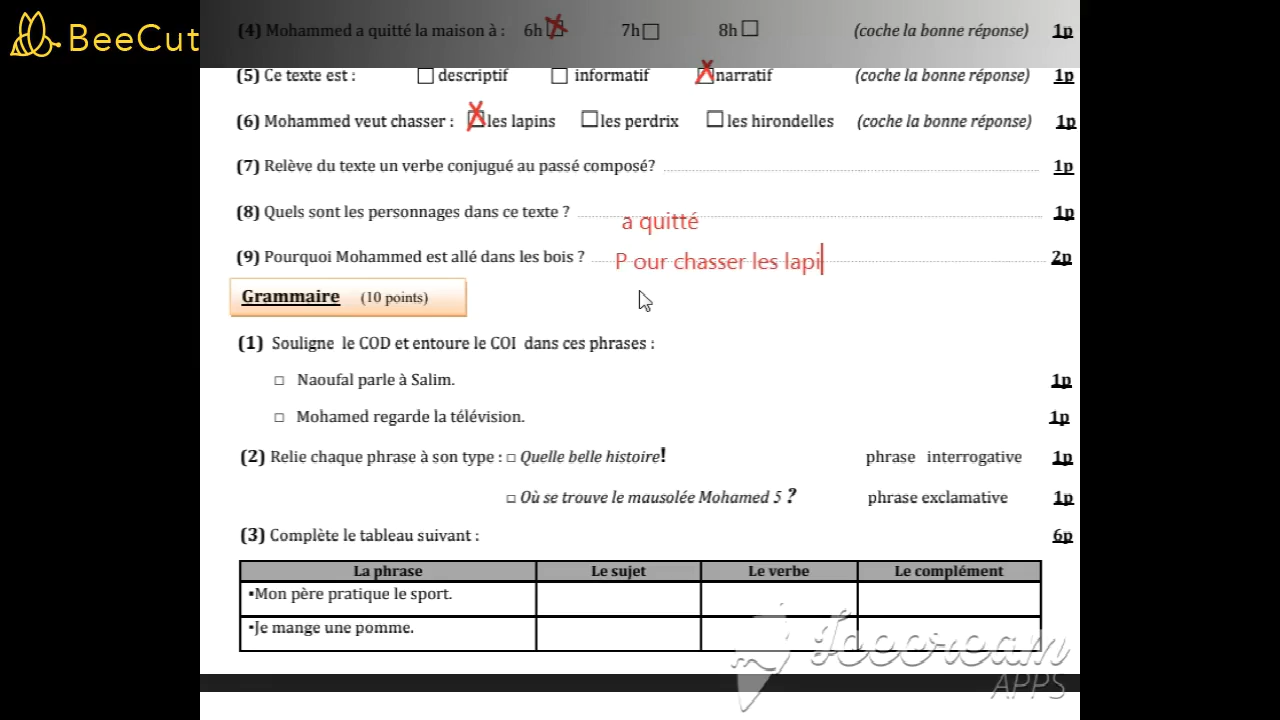 BeeCut
(4) Mohammed a quitté la maison à : 6h 7h 8h (coche la bonne réponse) 1p
(5) Ce texte est : descriptif informatif narratif (coche la bonne réponse) 1p
(6) Mohammed veut chasser : les lapins les perdrix les hirondelles (coche la bonne réponse) 1p
(7) Relève du texte un verbe conjugué au passé composé? 1p
(8) Quels sont les personnages dans ce texte ? 1p
a quitté
(9) Pourquoi Mohammed est allé dans les bois ? P our chasser les lapi 2p
Grammaire (10 points)
(1) Souligne le COD et entoure le COI dans ces phrases :
Naoufal parle à Salim. 1p
Mohamed regarde la télévision. 1p
(2) Relie chaque phrase à son type : Quelle belle histoire! phrase interrogative 1p
Où se trouve le mausolée Mohamed 5 ? phrase exclamative 1p
(3) Complète le tableau suivant : 6p
La phrase Le sujet Le verbe Le complément
•Mon père pratique le sport.
•Je mange une pomme.
Icecream
APPS